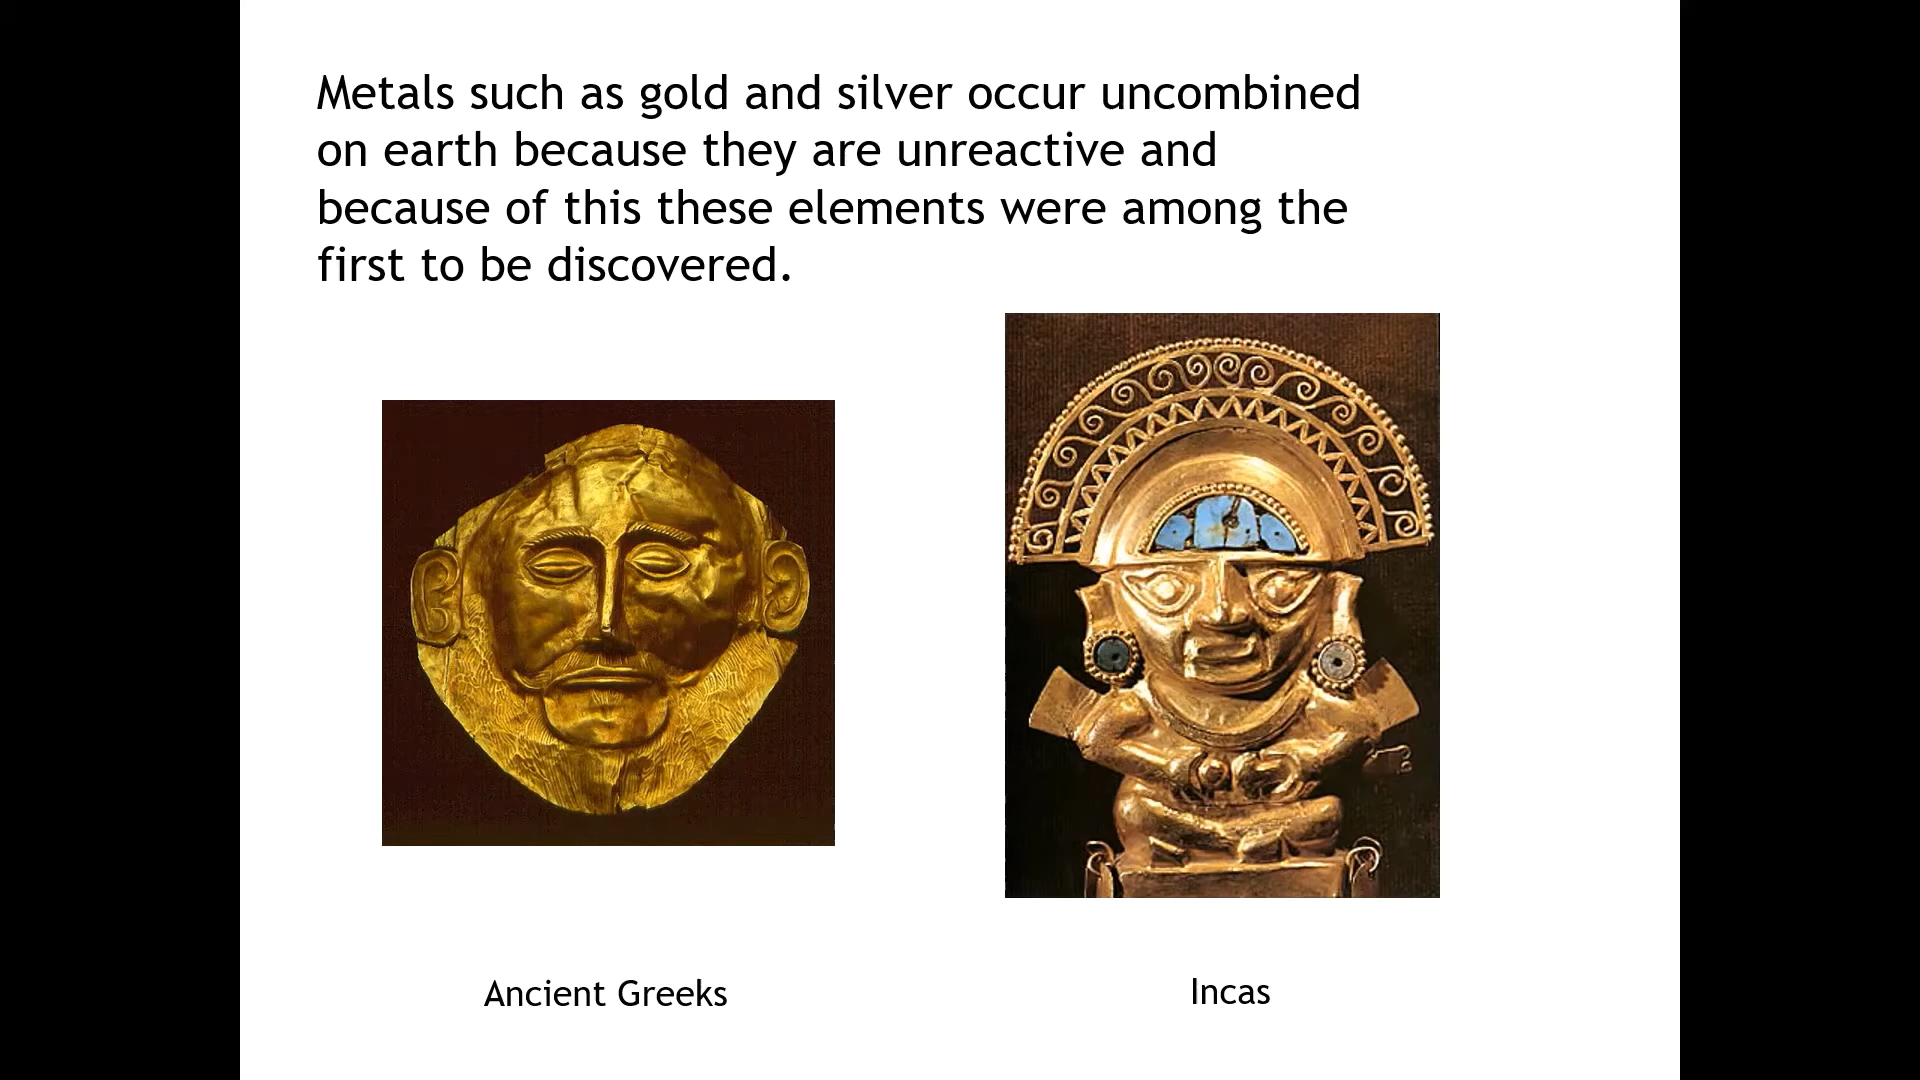 Metals such as gold and silver occur uncombined
on earth because they are unreactive and
because of this these elements were among the
first to be discovered.
Ancient Greeks
Incas